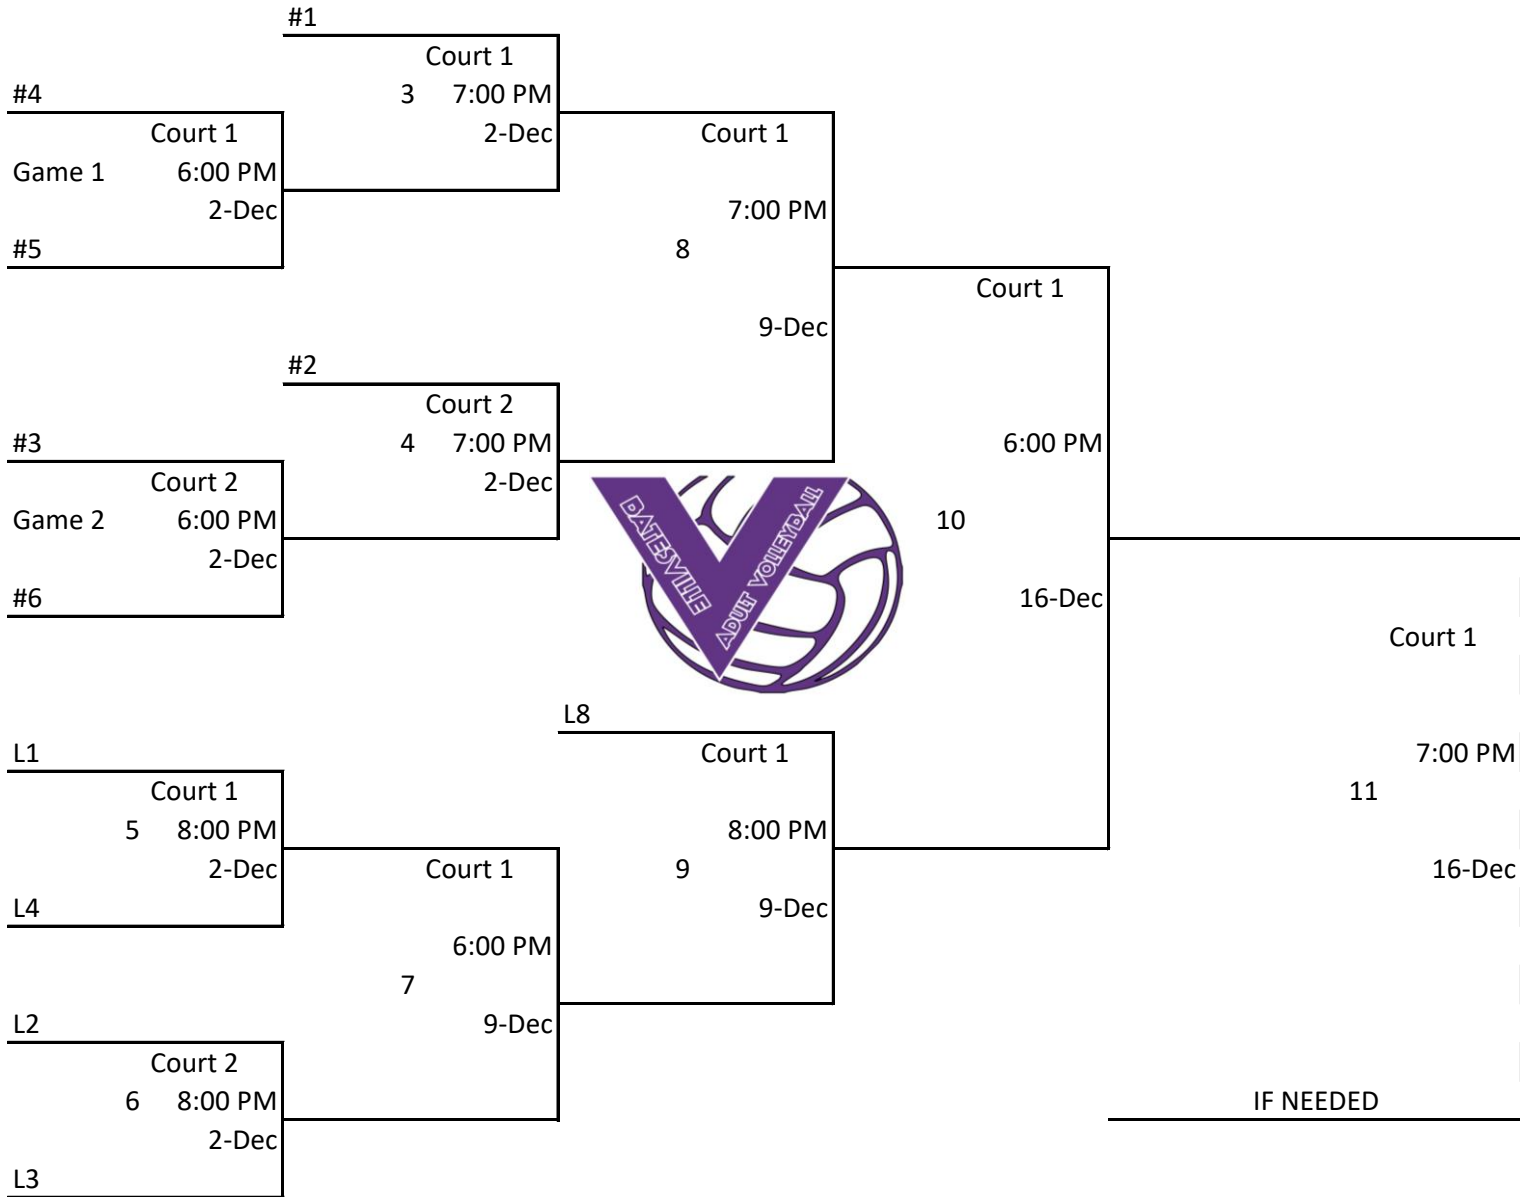 #1
Court 1
3 7:00 PM
2-Dec
#4
Court 1
Game 1 6:00 PM
2-Dec
#5
Court 1
7:00 PM
8
9-Dec
#2
Court 2
4 7:00 PM
2-Dec
#3
Court 2
Game 2 6:00 PM
2-Dec
#6
Court 1
6:00 PM
10
16-Dec
BATESVILLE
ADULT VOLLEYBALL
L8
Court 1
8:00 PM
9
9-Dec
L1
Court 1
5 8:00 PM
2-Dec
L4
Court 1
6:00 PM
7
9-Dec
L2
Court 2
6 8:00 PM
2-Dec
L3
Court 1
7:00 PM
11
16-Dec
IF NEEDED